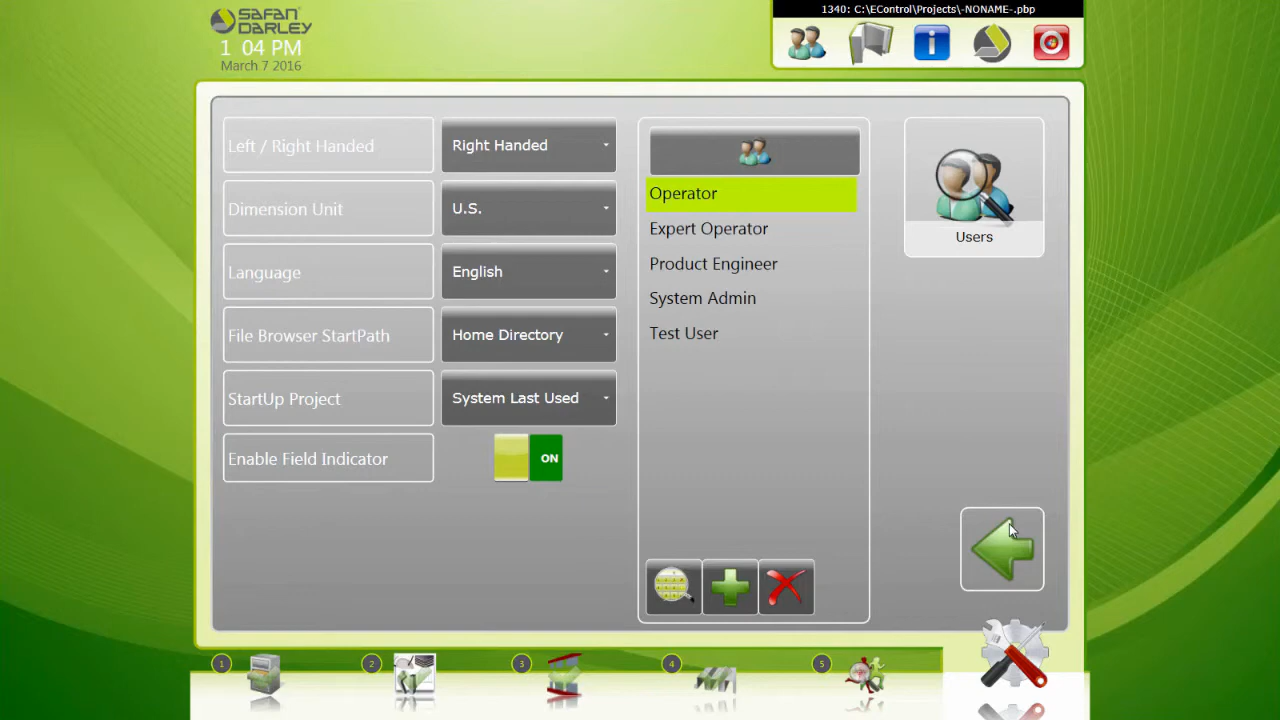 SAFAN
DARLEY
1 04 PM
March 7 2016
1340: C:\EControl\Projects\-NONAME-.pbp
Left / Right Handed
Right Handed
Dimension Unit
U.S.
Language
English
File Browser StartPath
Home Directory
StartUp Project
System Last Used
Enable Field Indicator
ON
Operator
Expert Operator
Product Engineer
System Admin
Test User
Users
1
2
3
4
5